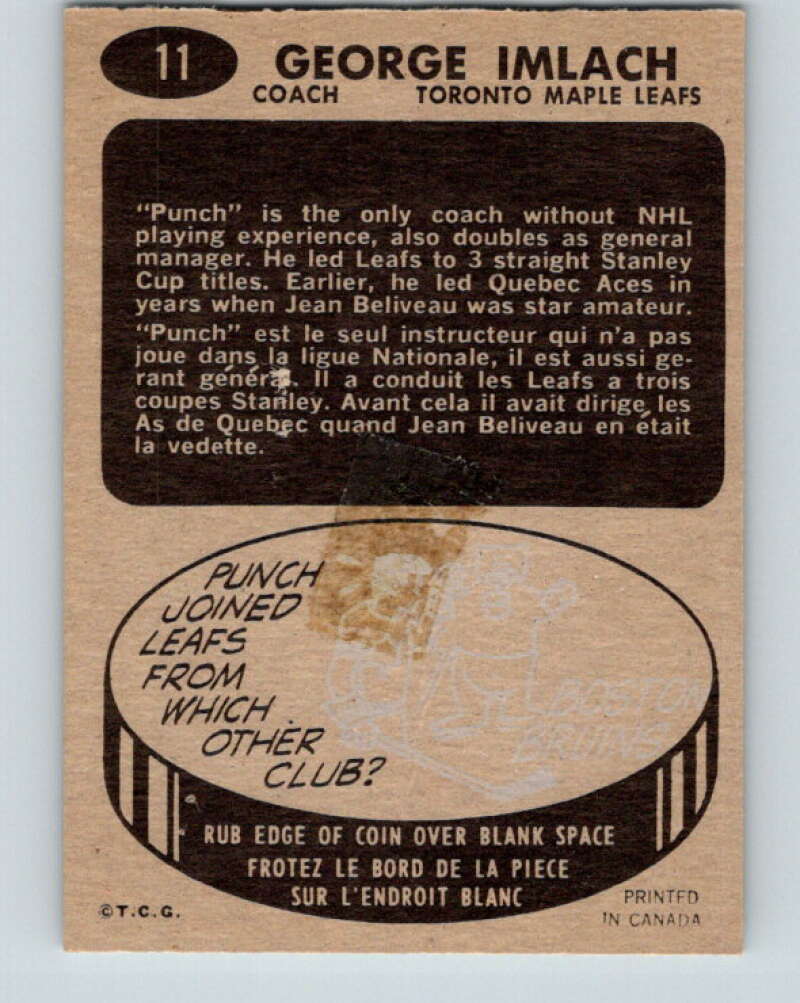 11
GEORGE IMLACH
COACH TORONTO MAPLE LEAFS
"Punch" is the only coach without NHL
playing experience, also doubles as general
manager. He led Leafs to 3 straight Stanley
Cup titles. Earlier, he led Quebec Aces in
years when Jean Beliveau was star amateur.
"Punch" est le seul instructeur qui n'a pas
joue dans la ligue Nationale, il est aussi ge-
rant général. Il a conduit les Leafs a trois
coupes Stanley. Avant cela il avait dirige les
As de Quebec quand Jean Beliveau en était
la vedette.
PUNCH
JOINED
LEAFS
FROM
WHICH
OTHER
CLUB?
BOSTON
BRUINS
RUB EDGE OF COIN OVER BLANK SPACE
FROTEZ LE BORD DE LA PIECE
SUR L'ENDROIT BLANC
©T.C.G.
PRINTED
IN CANADA